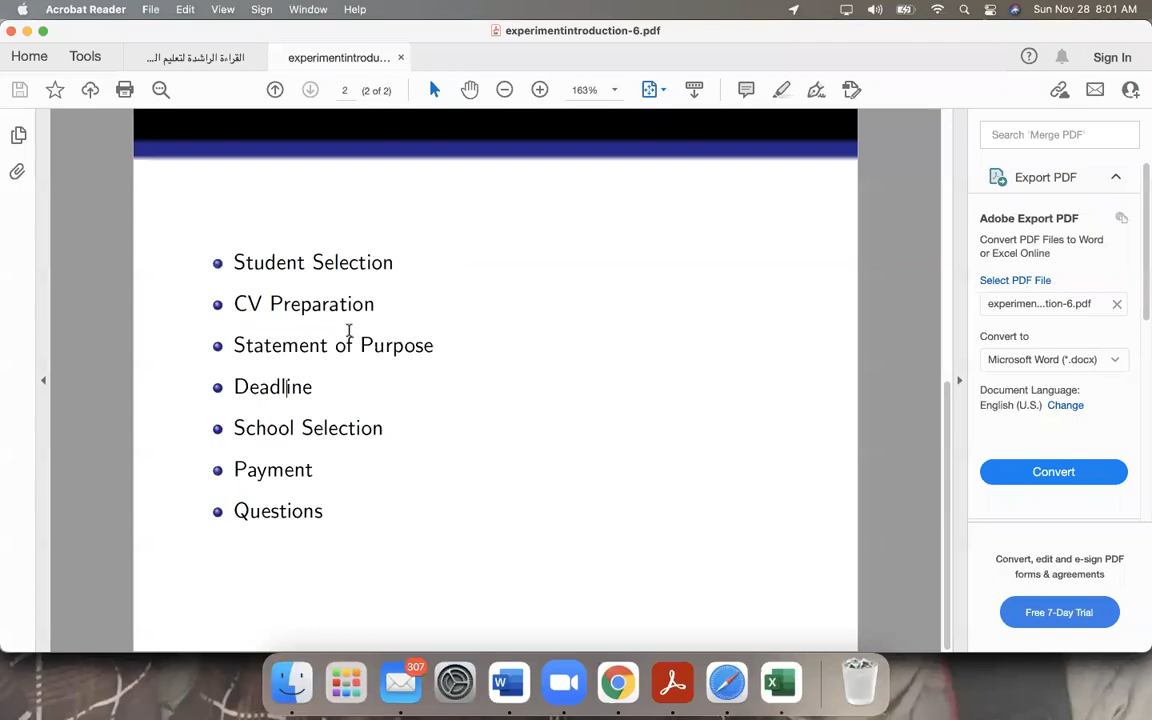 Acrobat Reader File Edit View Sign Window Help Sun Nov 28 8:01 AM
experimentintroduction-6.pdf
Home Tools القراءة الراشدة لتعليم ال... experimentintrodu... × Sign In
2 (2 of 2) 163%
Student Selection
CV Preparation
Statement of Purpose
Deadline
School Selection
Payment
Questions
Search 'Merge PDF'
Export PDF
Adobe Export PDF
Convert PDF Files to Word
or Excel Online
Select PDF File
experimen...tion-6.pdf
Convert to
Microsoft Word (*.docx)
Document Language:
English (U.S.) Change
Convert
Convert, edit and e-sign PDF
forms & agreements
Free 7-Day Trial
307